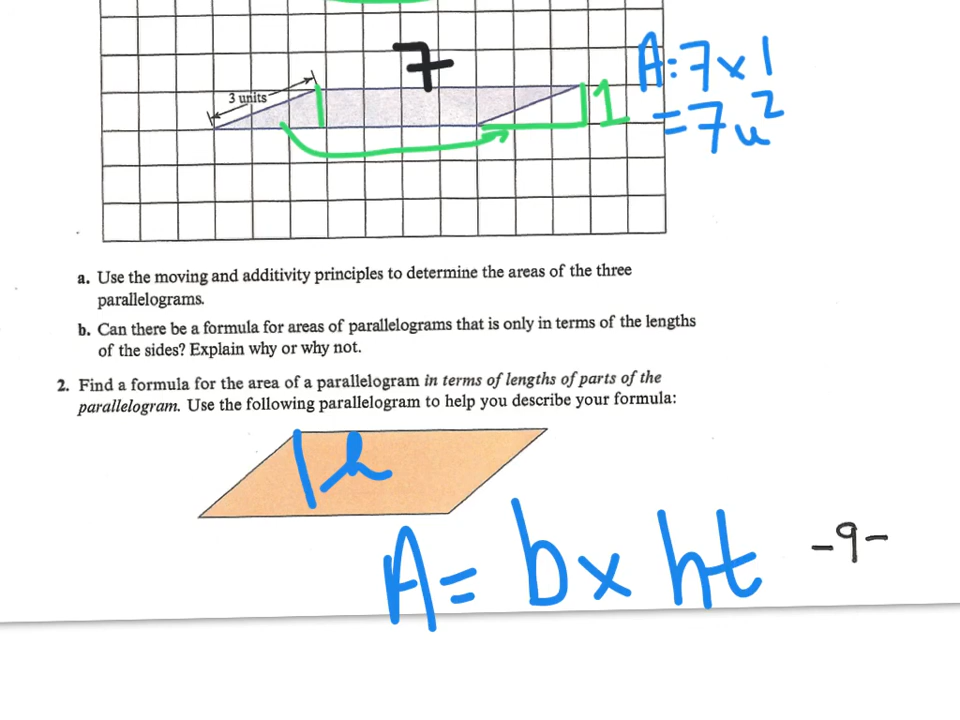 7
A=7x1
3 units
1
=7u²
a. Use the moving and additivity principles to determine the areas of the three
parallelograms.
b. Can there be a formula for areas of parallelograms that is only in terms of the lengths
of the sides? Explain why or why not.
2. Find a formula for the area of a parallelogram in terms of lengths of parts of the
parallelogram. Use the following parallelogram to help you describe your formula:
h
A= b x ht
-9-